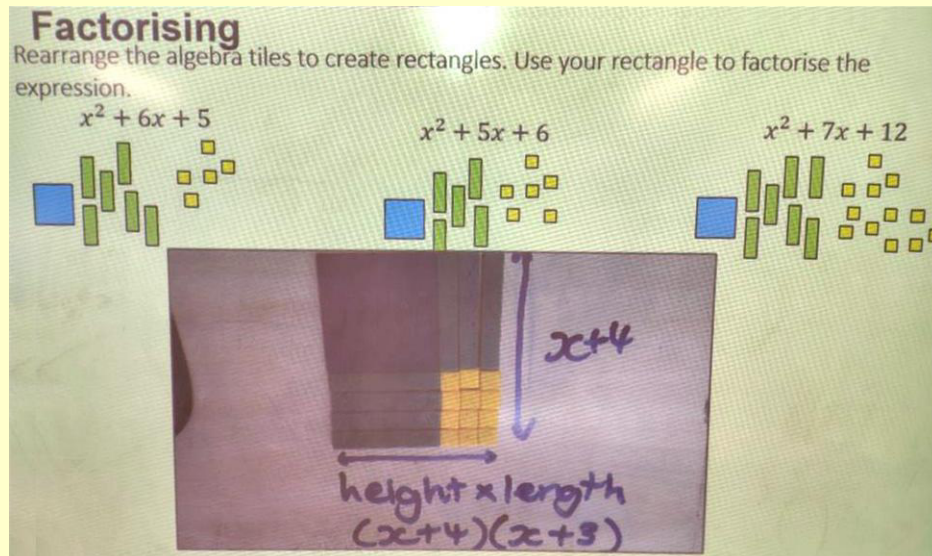 Factorising
Rearrange the algebra tiles to create rectangles. Use your rectangle to factorise the
expression.
x² + 6x + 5
x² + 5x + 6
x² + 7x + 12
x+4
height x length
(x+4)(x+3)